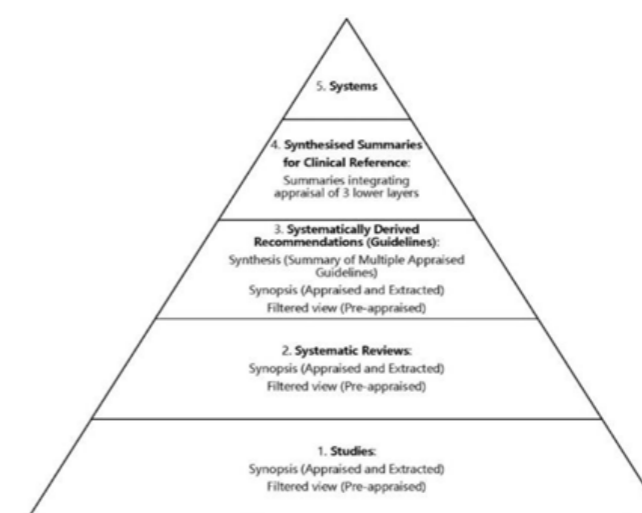 5. Systems
4. Synthesised Summaries
for Clinical Reference:
Summaries integrating
appraisal of 3 lower layers
3. Systematically Derived
Recommendations (Guidelines):
Synthesis (Summary of Multiple Appraised
Guidelines)
Synopsis (Appraised and Extracted)
Filtered view (Pre-appraised)
2. Systematic Reviews:
Synopsis (Appraised and Extracted)
Filtered view (Pre-appraised)
1. Studies:
Synopsis (Appraised and Extracted)
Filtered view (Pre-appraised)